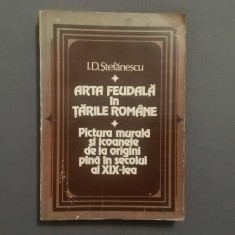 I.D. Ştefănescu
ARTA FEUDALĂ
în
ŢĂRILE ROMÂNE
Pictura murală
şi icoanele
de la origini
pînă în secolul
al XIX-lea